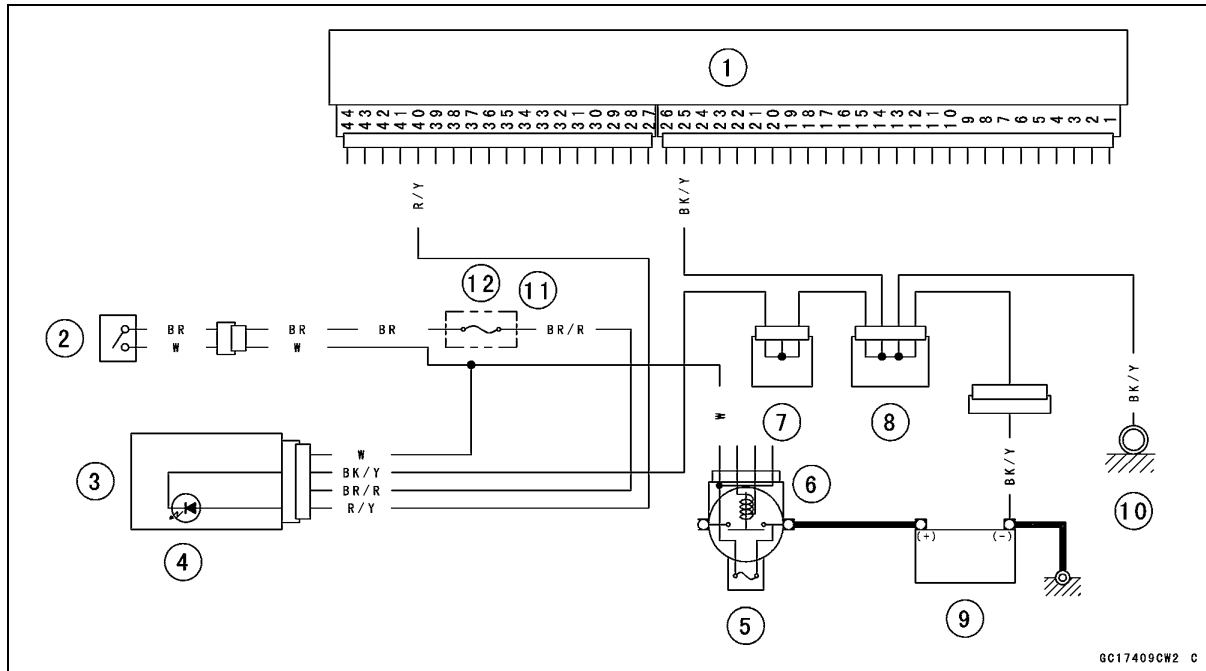 1
44 43 42 41 40 39 38 37 36 35 34 33 32 31 30 29 28 27 26 25 24 23 22 21 20 19 18 17 16 15 14 13 12 11 10 9 8 7 6 5 4 3 2 1
R/Y
BK/Y
12
11
2
BR
BR
BR
BR/R
W
W
7
8
BK/Y
W
3
W
BK/Y
BR/R
R/Y
6
BK/Y
10
4
(+)
(-)
5
9
GC17409CW2 C